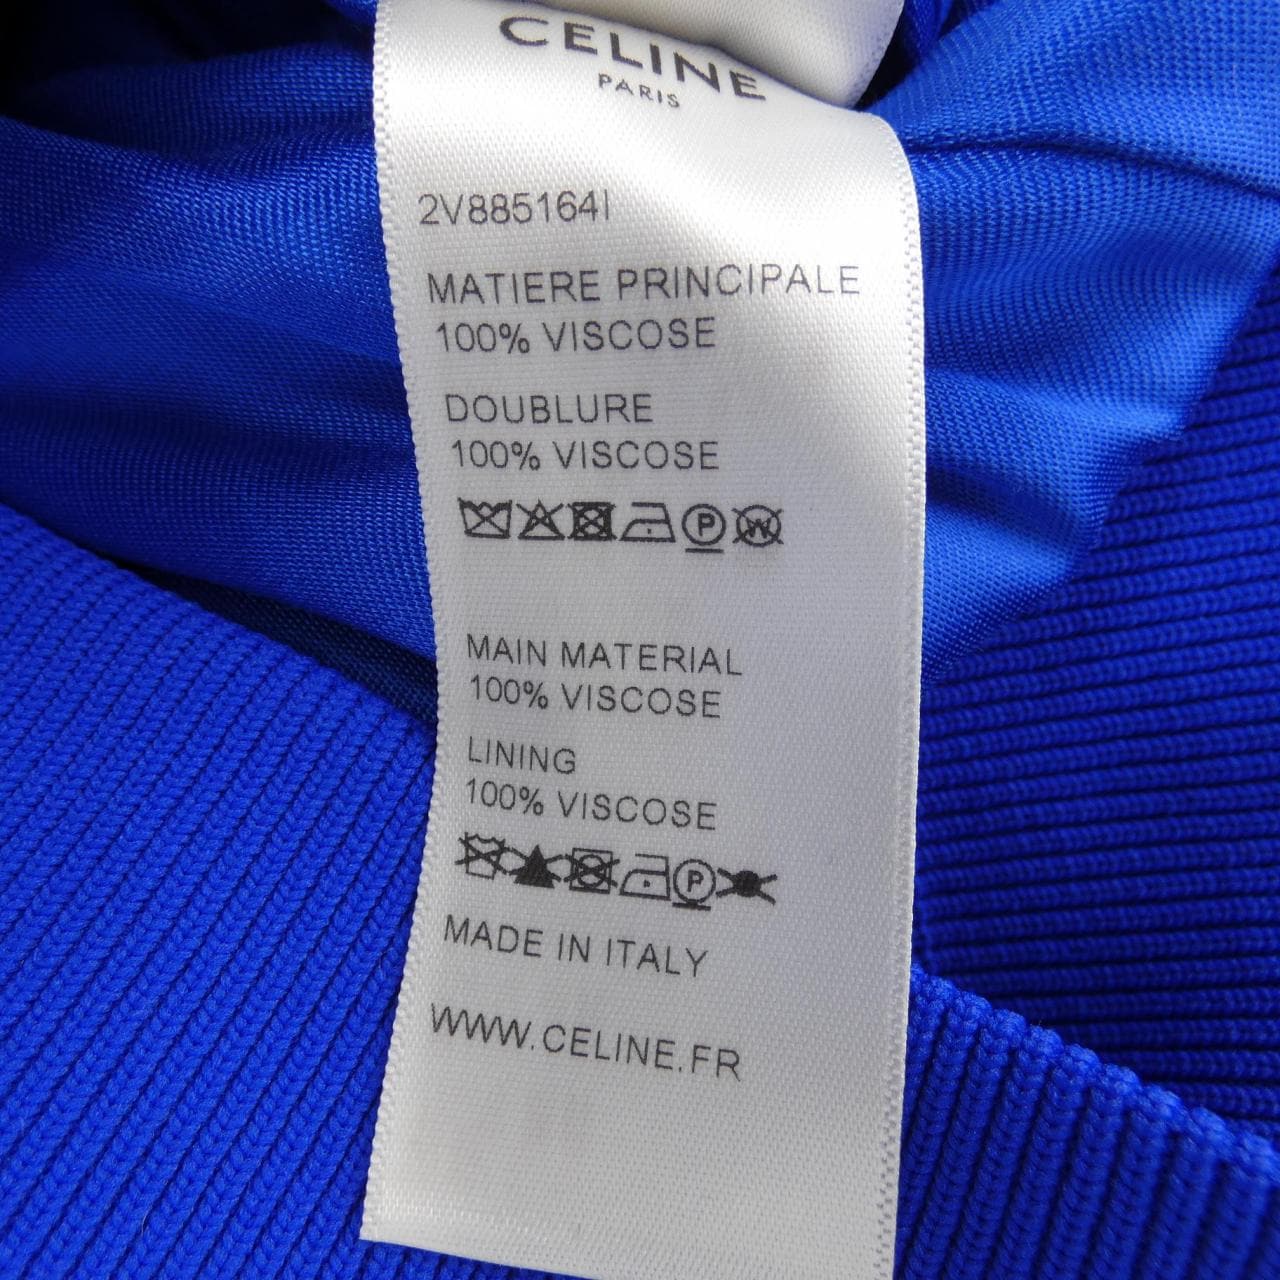 CELINE
PARIS
2V885164I
MATIERE PRINCIPALE
100% VISCOSE
DOUBLURE
100% VISCOSE
P W
MAIN MATERIAL
100% VISCOSE
LINING
100% VISCOSE
P
MADE IN ITALY
WWW.CELINE.FR